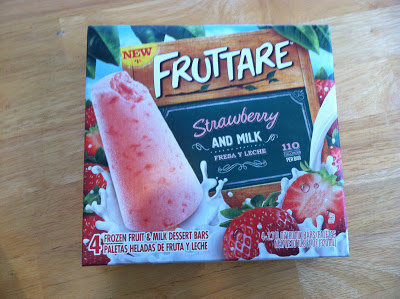 NEW
FRUTTARE
Strawberry
AND MILK
FRESA Y LECHE
110
CALORIES
PER BAR
4 FROZEN FRUIT & MILK DESSERT BARS
PALETAS HELADAS DE FRUTA Y LECHE